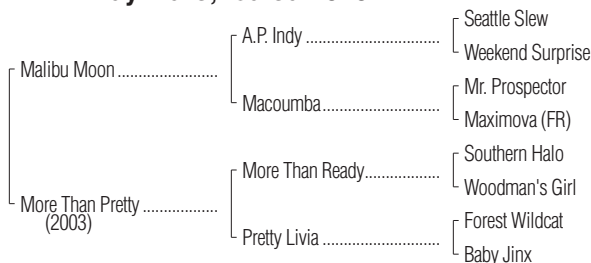 Seattle Slew
A.P. Indy ..............................
Weekend Surprise
Malibu Moon .......................
Mr. Prospector
Macoumba ..........................
Maximova (FR)
Southern Halo
More Than Ready.................
Woodman's Girl
More Than Pretty .................
(2003)
Forest Wildcat
Pretty Livia ...........................
Baby Jinx